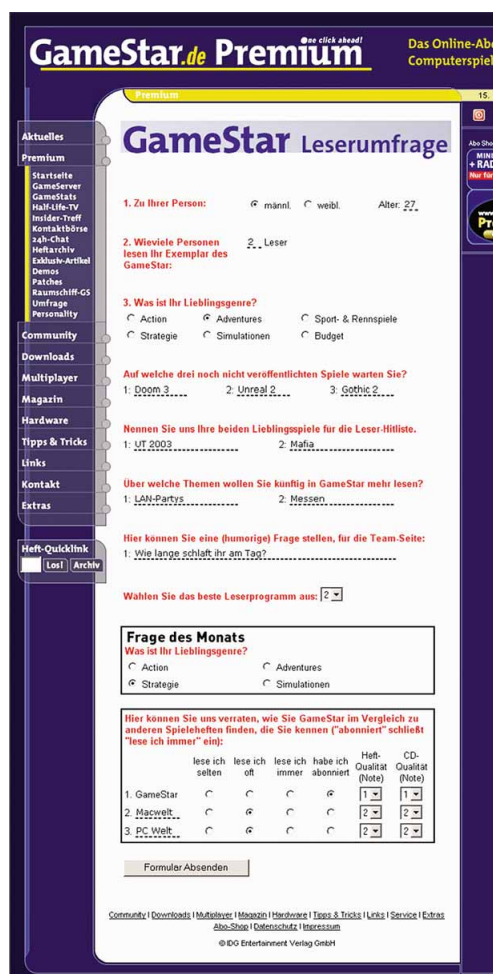 one click ahead!
GameStar.de Premium
Das Online-Abo
Computerspiel
Premium
15.
Aktuelles
Premium
Startseite
GameServer
GameStats
Half-Life-TV
Insider-Treff
Kontaktbörse
24h-Chat
Heftarchiv
Exklusiv-Artikel
Demos
Patches
Raumschiff-GS
Umfrage
Personality
Community
Downloads
Multiplayer
Magazin
Hardware
Tipps & Tricks
Links
Kontakt
Extras
Heft-Quicklink
Los! Archiv
GameStar Leserumfrage
1. Zu Ihrer Person: männl. weibl. Alter: 27
2. Wieviele Personen 2 Leser
lesen Ihr Exemplar des
GameStar:
3. Was ist Ihr Lieblingsgenre?
Action Adventures Sport- & Rennspiele
Strategie Simulationen Budget
Auf welche drei noch nicht veröffentlichten Spiele warten Sie?
1: Doom 3 2: Unreal 2 3: Gothic 2
Nennen Sie uns Ihre beiden Lieblingsspiele für die Leser-Hitliste.
1: UT 2003 2: Mafia
Über welche Themen wollen Sie künftig in GameStar mehr lesen?
1: LAN-Partys 2: Messen
Hier können Sie eine (humorige) Frage stellen, für die Team-Seite:
1: Wie lange schlaft ihr am Tag?
Wählen Sie das beste Leserprogramm aus: 2
Frage des Monats
Was ist Ihr Lieblingsgenre?
Action Adventures
Strategie Simulationen
Hier können Sie uns verraten, wie Sie GameStar im Vergleich zu
anderen Spieleheften finden, die Sie kennen ("abonniert" schließt
"lese ich immer" ein):
lese ich selten lese ich oft lese ich immer habe ich abonniert Heft-Qualität (Note) CD-Qualität (Note)
1. GameStar 1 1
2. Macwelt 2 2
3. PC Welt 2 2
Formular Absenden
Community | Downloads | Multiplayer | Magazin | Hardware | Tipps & Tricks | Links | Service | Extras
Abo-Shop | Datenschutz | Impressum
© IDG Entertainment Verlag GmbH
Abo Sho
MINI
+ RAD
Nur für
www.